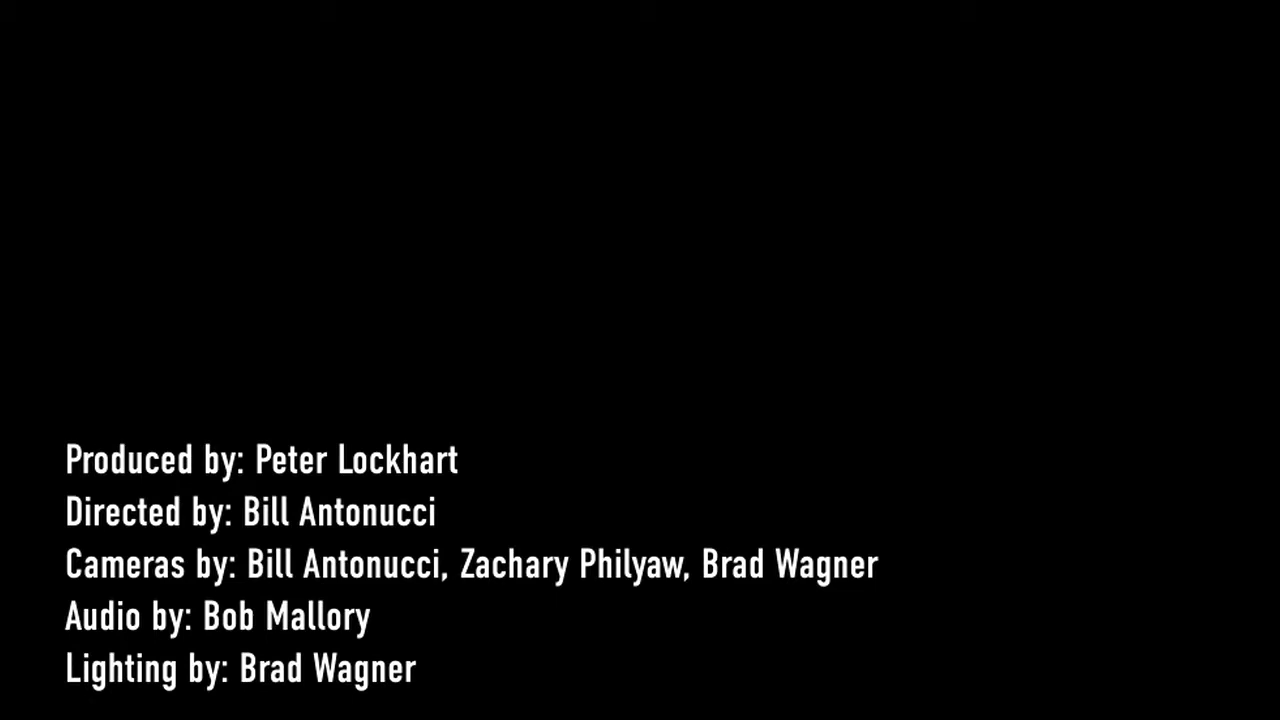 Produced by: Peter Lockhart
Directed by: Bill Antonucci
Cameras by: Bill Antonucci, Zachary Philyaw, Brad Wagner
Audio by: Bob Mallory
Lighting by: Brad Wagner